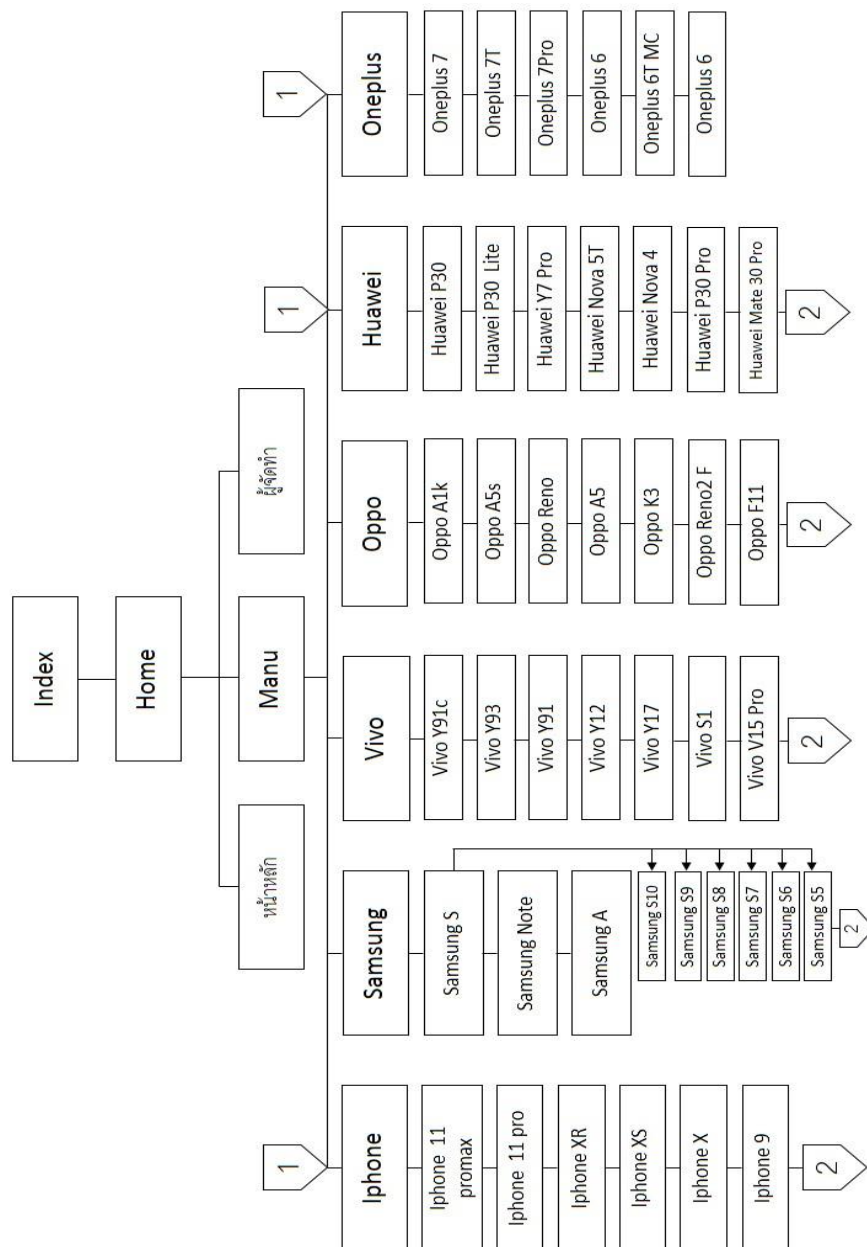 Index
Home
หน้าหลัก
Manu
ผู้จัดทำ
1
1
1
Iphone
Iphone 11
promax
Iphone 11 pro
Iphone XR
Iphone XS
Iphone X
Iphone 9
2
Samsung
Samsung S
Samsung Note
Samsung A
Samsung S10
Samsung S9
Samsung S8
Samsung S7
Samsung S6
Samsung S5
2
Vivo
Vivo Y91c
Vivo Y93
Vivo Y91
Vivo Y12
Vivo Y17
Vivo S1
Vivo V15 Pro
2
Oppo
Oppo A1k
Oppo A5s
Oppo Reno
Oppo A5
Oppo K3
Oppo Reno2 F
Oppo F11
2
Huawei
Huawei P30
Huawei P30 Lite
Huawei Y7 Pro
Huawei Nova 5T
Huawei Nova 4
Huawei P30 Pro
Huawei Mate 30 Pro
2
Oneplus
Oneplus 7
Oneplus 7T
Oneplus 7Pro
Oneplus 6
Oneplus 6T MC
Oneplus 6